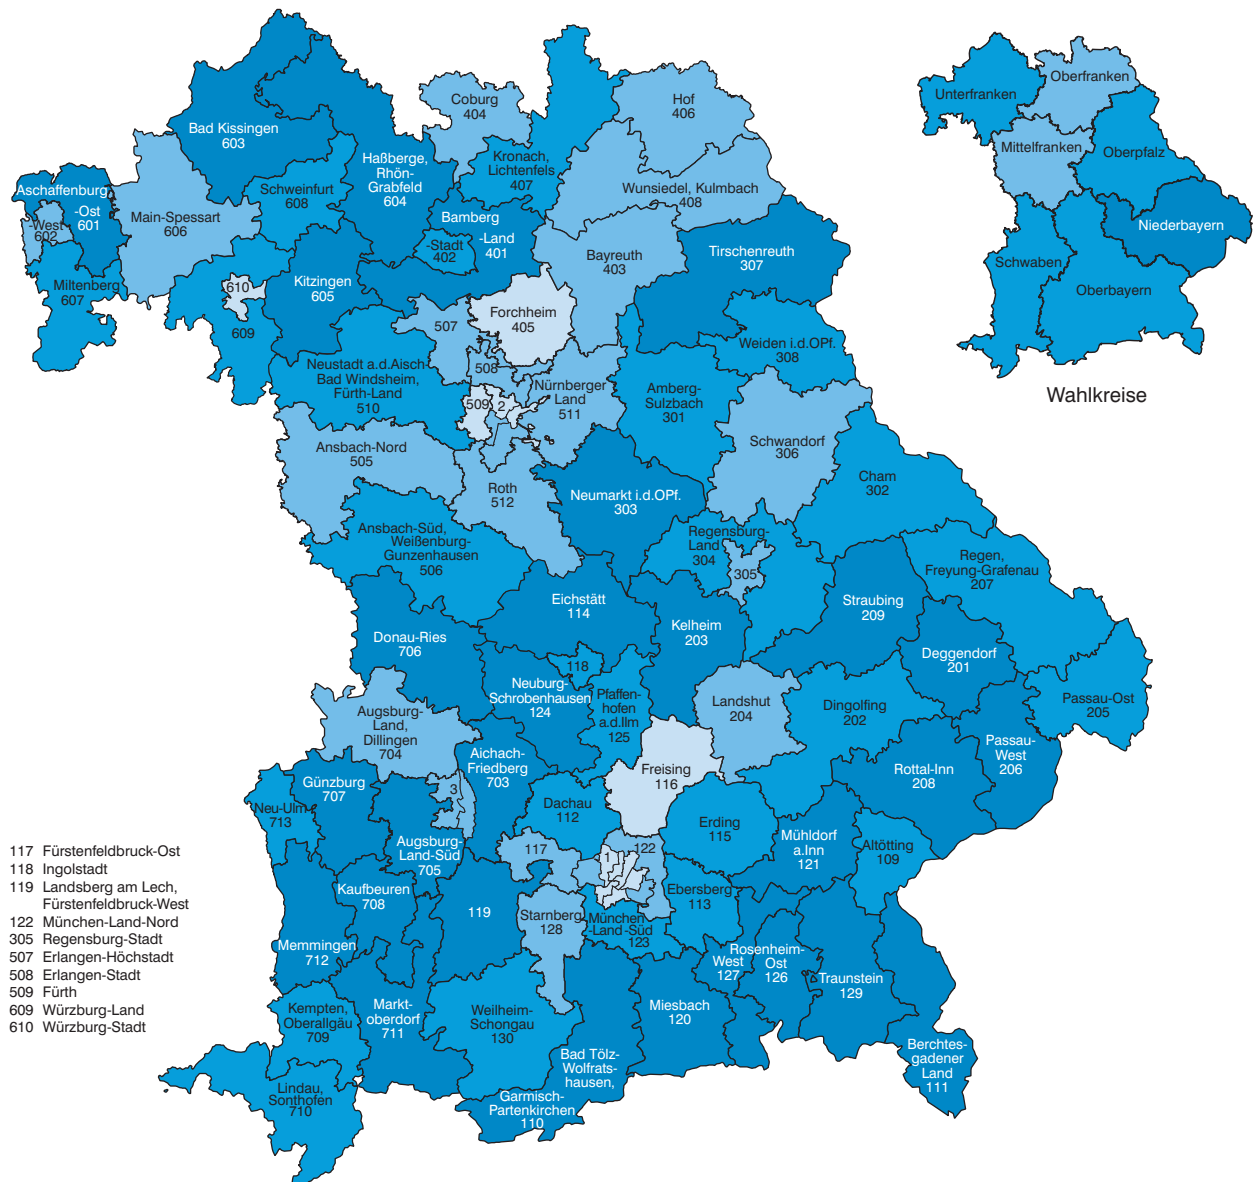 Coburg
404
Hof
406
Bad Kissingen
603
Haßberge,
Rhön-
Grabfeld
604
Kronach,
Lichtenfels
407
Wunsiedel, Kulmbach
408
Aschaffenburg
-Ost
601
-West
602
Main-Spessart
606
Schweinfurt
608
Bamberg
-Land
401
-Stadt
402
Bayreuth
403
Tirschenreuth
307
Miltenberg
607
610
609
Kitzingen
605
Forchheim
405
507
508
Weiden i.d.OPf.
308
Neustadt a.d.Aisch
Bad Windsheim,
Fürth-Land
510
509
2
Nürnberger
Land
511
Amberg-
Sulzbach
301
Schwandorf
306
Ansbach-Nord
505
Roth
512
Neumarkt i.d.OPf.
303
Cham
302
Ansbach-Süd,
Weißenburg-
Gunzenhausen
506
Regensburg-
Land
304
305
Regen,
Freyung-Grafenau
207
Eichstätt
114
Kelheim
203
Straubing
209
Deggendorf
201
Donau-Ries
706
118
Neuburg-
Schrobenhausen
124
Pfaffen-
hofen
a.d.Ilm
125
Landshut
204
Dingolfing
202
Passau-Ost
205
Augsburg-
Land,
Dillingen
704
Aichach-
Friedberg
703
Freising
116
Passau-
West
206
Rottal-Inn
208
Günzburg
707
3
Neu-Ulm
713
Dachau
112
Erding
115
Mühldorf
a.Inn
121
Altötting
109
Augsburg-
Land-Süd
705
117
1
122
Kaufbeuren
708
119
Starnberg
128
München
-Land-Süd
123
Ebersberg
113
Memmingen
712
Rosenheim-
West
127
Ost
126
Traunstein
129
Kempten,
Oberallgäu
709
Markt-
oberdorf
711
Weilheim-
Schongau
130
Miesbach
120
Bad Tölz-
Wolfrats-
hausen,
Garmisch-
Partenkirchen
110
Berchtes-
gadener
Land
111
Lindau,
Sonthofen
710
117 Fürstenfeldbruck-Ost
118 Ingolstadt
119 Landsberg am Lech,
Fürstenfeldbruck-West
122 München-Land-Nord
305 Regensburg-Stadt
507 Erlangen-Höchstadt
508 Erlangen-Stadt
509 Fürth
609 Würzburg-Land
610 Würzburg-Stadt
Oberfranken
Unterfranken
Mittelfranken
Oberpfalz
Niederbayern
Schwaben
Oberbayern
Wahlkreise